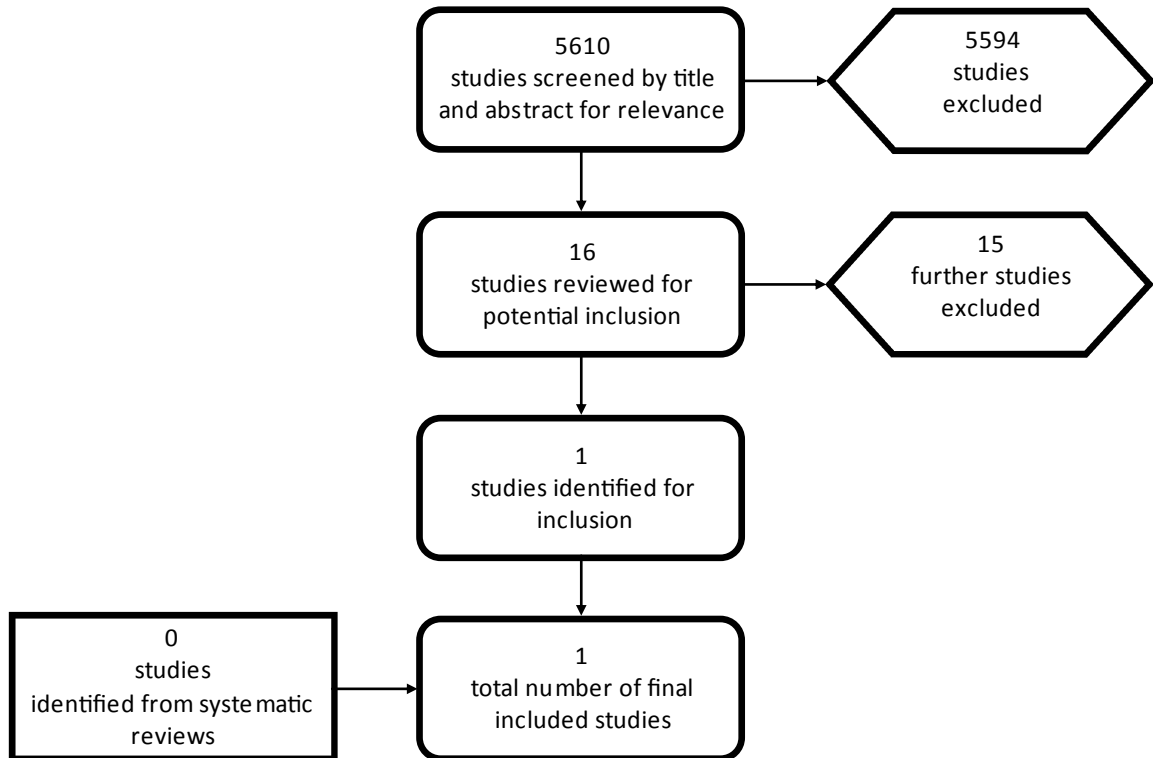 5610
studies screened by title
and abstract for relevance
5594
studies
excluded
16
studies reviewed for
potential inclusion
15
further studies
excluded
1
studies identified for
inclusion
0
studies
identified from systematic
reviews
1
total number of final
included studies